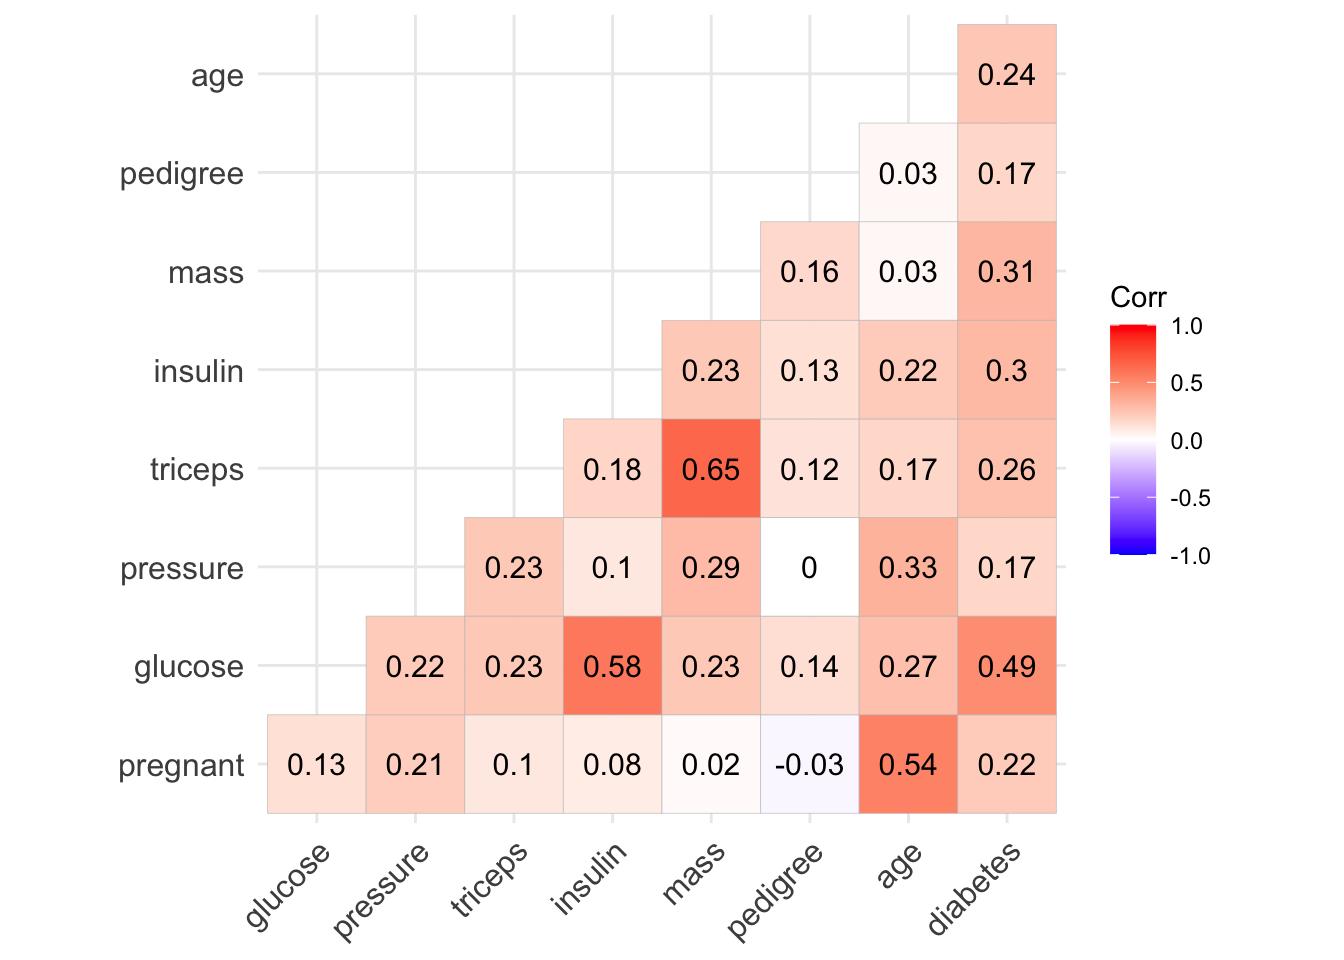 age 0.24
pedigree 0.03 0.17
mass 0.16 0.03 0.31
insulin 0.23 0.13 0.22 0.3
triceps 0.18 0.65 0.12 0.17 0.26
pressure 0.23 0.1 0.29 0 0.33 0.17
glucose 0.22 0.23 0.58 0.23 0.14 0.27 0.49
pregnant 0.13 0.21 0.1 0.08 0.02 -0.03 0.54 0.22
glucose pressure triceps insulin mass pedigree age diabetes
Corr
1.0
0.5
0.0
-0.5
-1.0